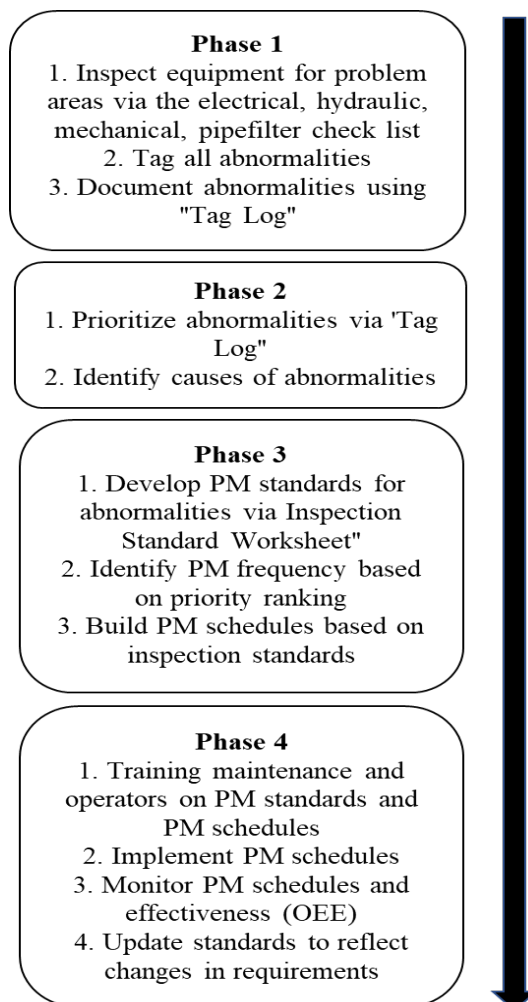 Phase 1
1. Inspect equipment for problem
areas via the electrical, hydraulic,
mechanical, pipefilter check list
2. Tag all abnormalities
3. Document abnormalities using
"Tag Log"
Phase 2
1. Prioritize abnormalities via 'Tag
Log"
2. Identify causes of abnormalities
Phase 3
1. Develop PM standards for
abnormalities via Inspection
Standard Worksheet"
2. Identify PM frequency based
on priority ranking
3. Build PM schedules based on
inspection standards
Phase 4
1. Training maintenance and
operators on PM standards and
PM schedules
2. Implement PM schedules
3. Monitor PM schedules and
effectiveness (OEE)
4. Update standards to reflect
changes in requirements